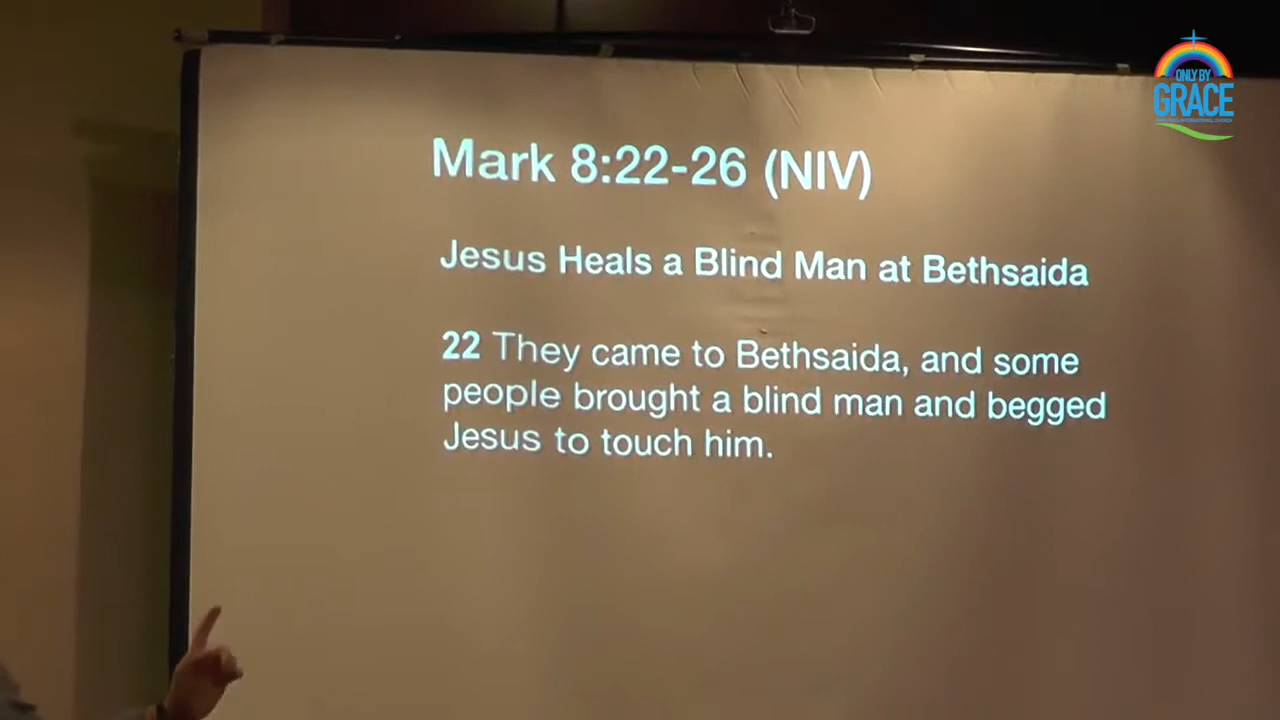 ONLY BY
GRACE
Mark 8:22-26 (NIV)
Jesus Heals a Blind Man at Bethsaida
22 They came to Bethsaida, and some
people brought a blind man and begged
Jesus to touch him.